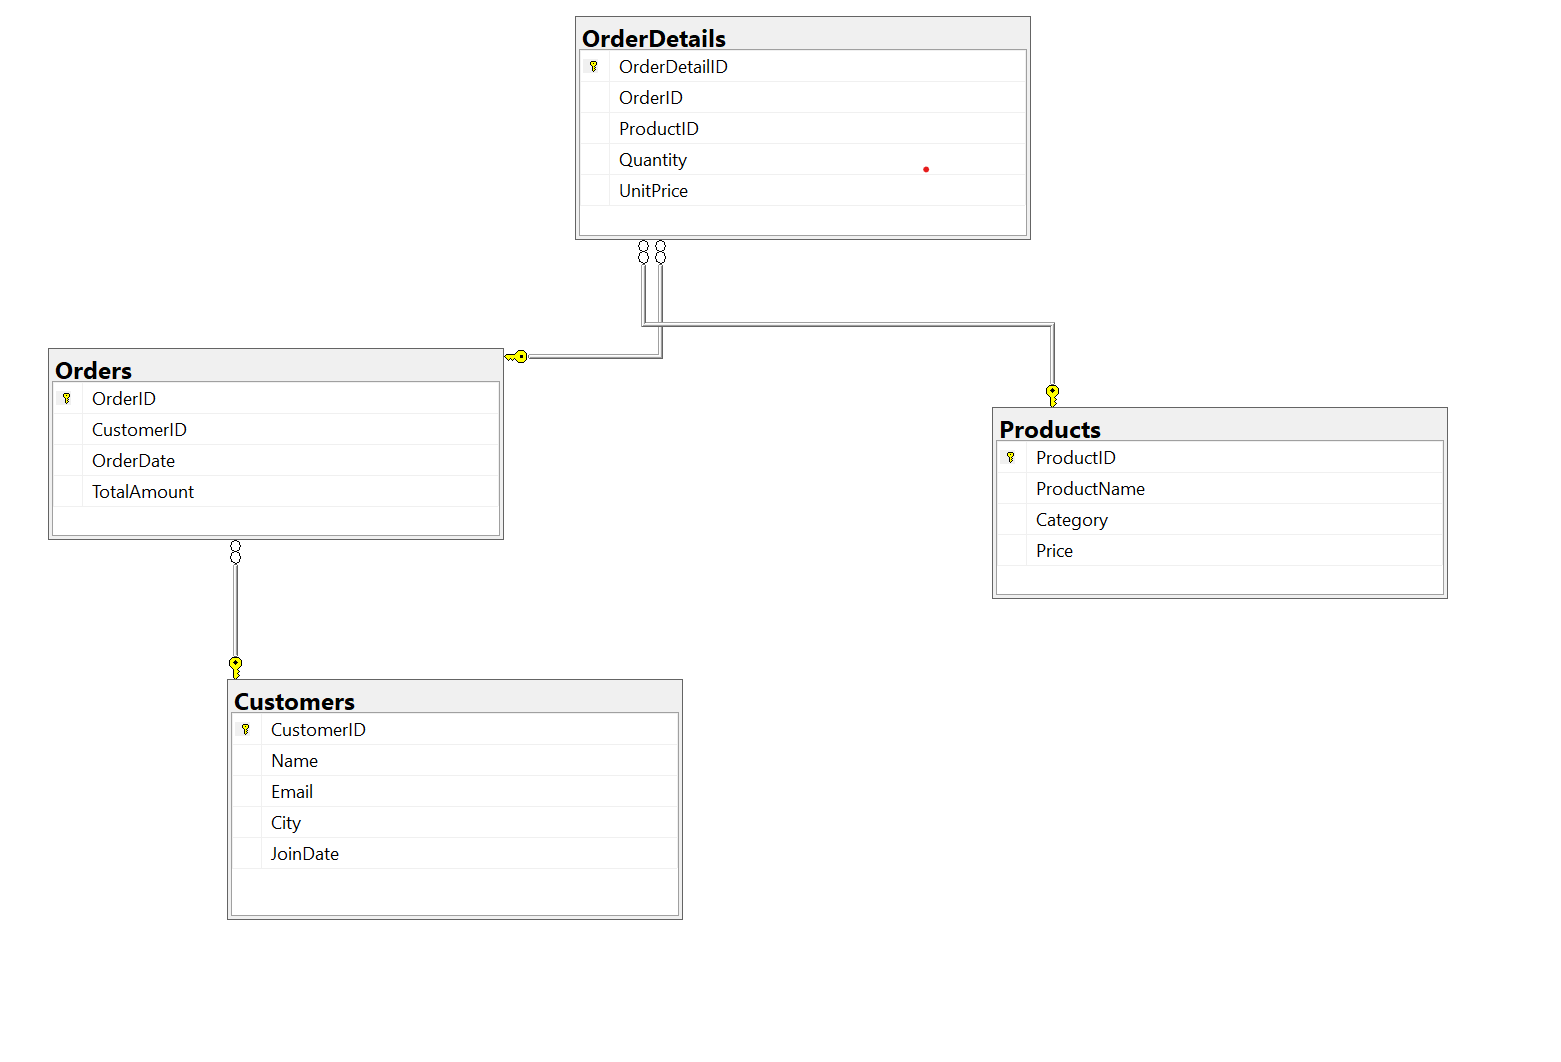 OrderDetails
OrderDetailID
OrderID
ProductID
Quantity
UnitPrice
Orders
OrderID
CustomerID
OrderDate
TotalAmount
Products
ProductID
ProductName
Category
Price
Customers
CustomerID
Name
Email
City
JoinDate